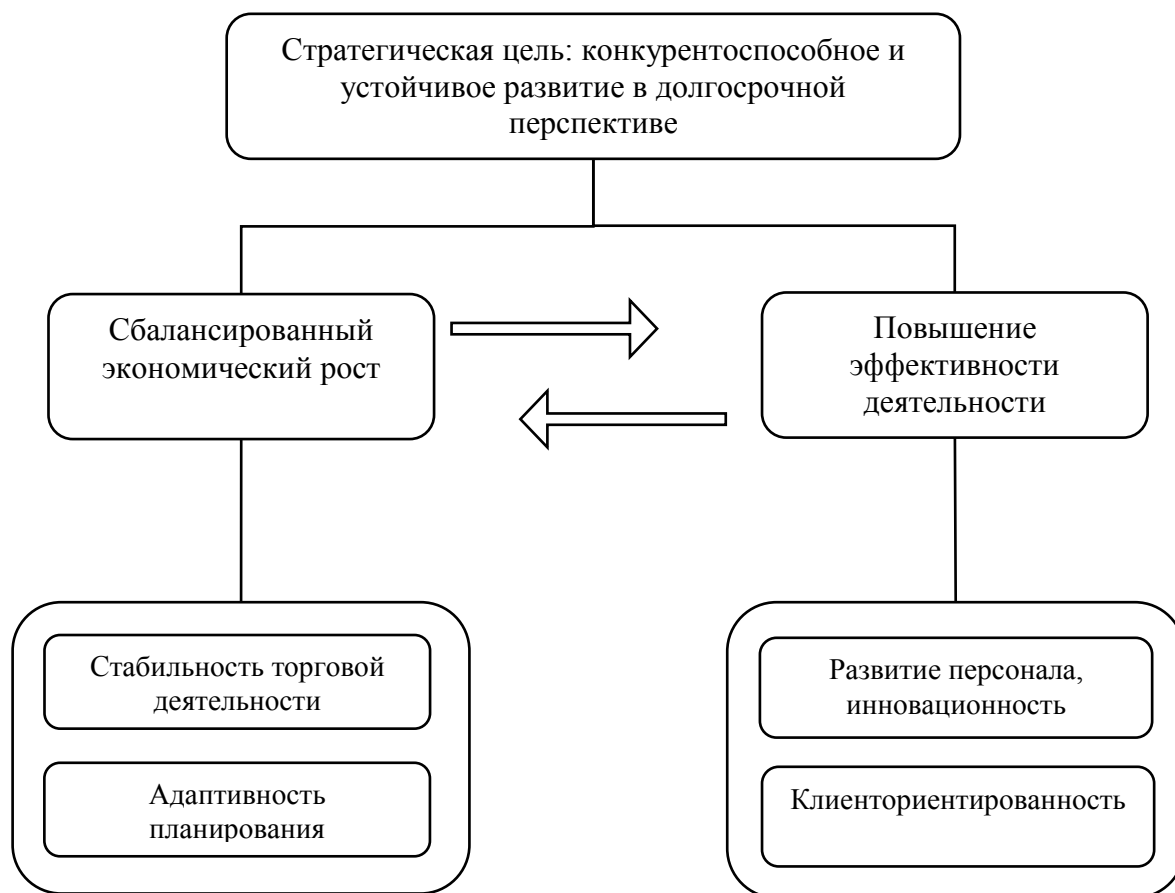 Стратегическая цель: конкурентоспособное и
устойчивое развитие в долгосрочной
перспективе
Сбалансированный
экономический рост
Повышение
эффективности
деятельности
Стабильность торговой
деятельности
Адаптивность
планирования
Развитие персонала,
инновационность
Клиенториентированность